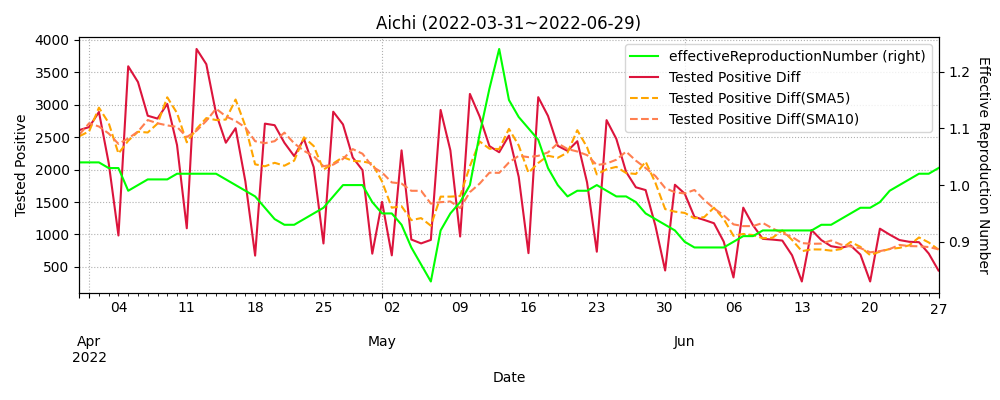 Aichi (2022-03-31~2022-06-29)
effectiveReproductionNumber (right)
Tested Positive Diff
Tested Positive Diff(SMA5)
Tested Positive Diff(SMA10)
Tested Positive
4000
3500
3000
2500
2000
1500
1000
500
1.2
1.1
1.0
0.9
Effective Reproduction Number
04 11 18 25 02 09 16 23 30 06 13 20 27
Apr May Jun
2022
Date